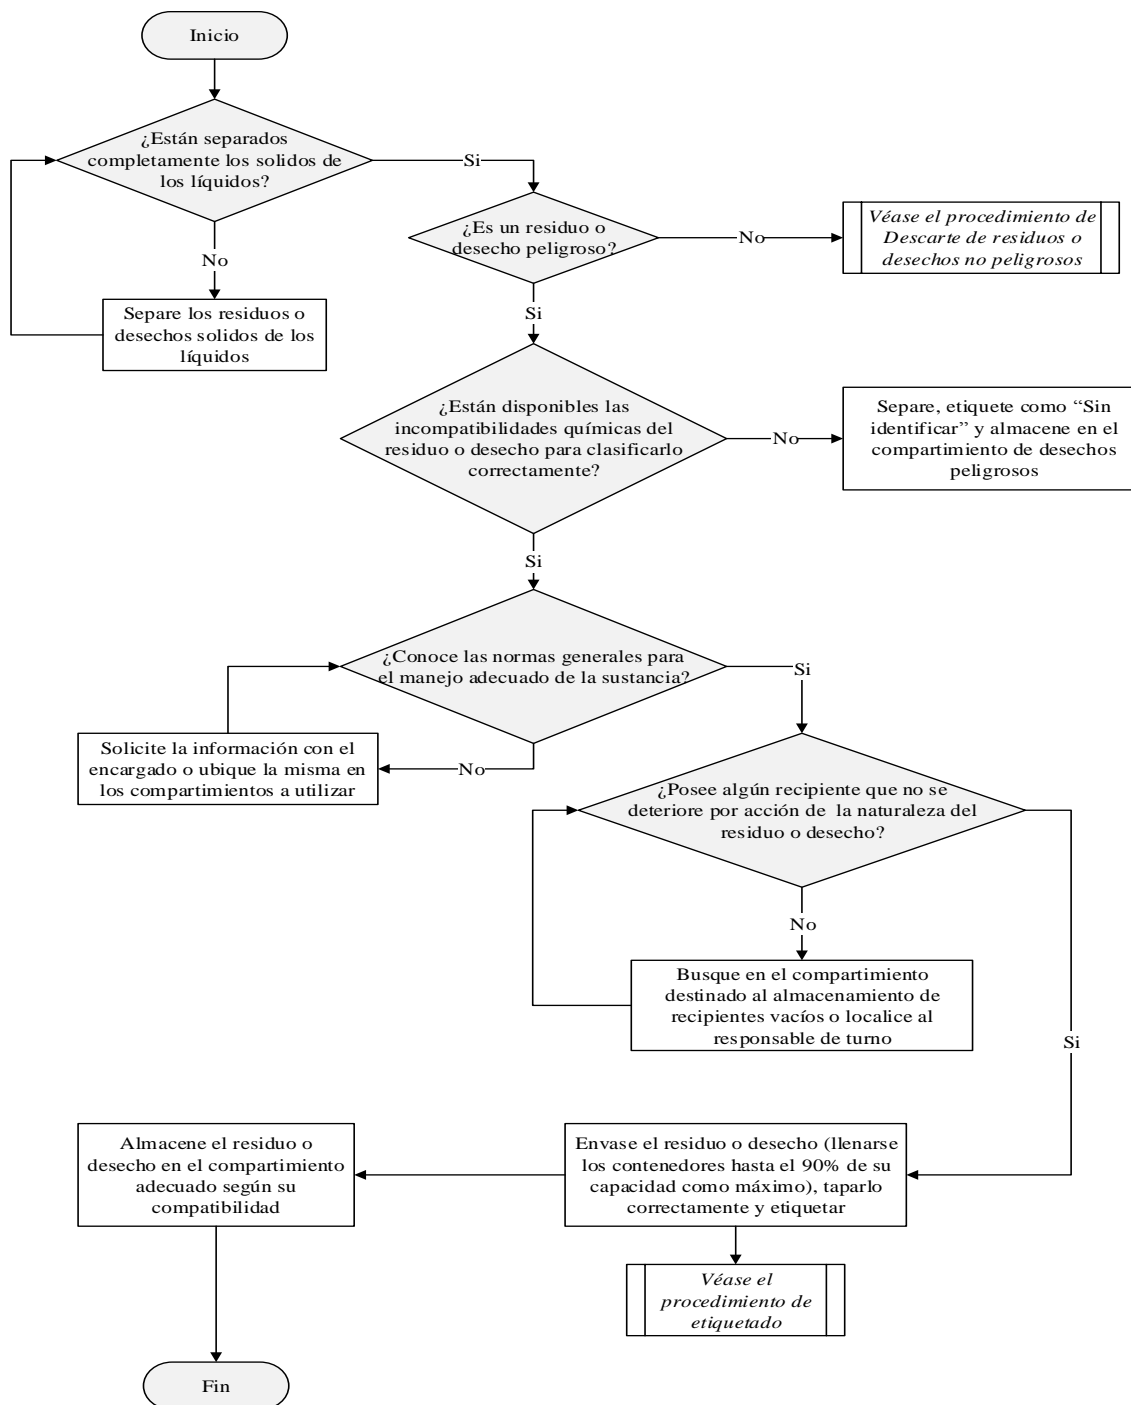 Inicio
¿Están separados
completamente los solidos de
los líquidos?
Si
No
Separe los residuos o
desechos solidos de los
líquidos
¿Es un residuo o
desecho peligroso?
No
Véase el procedimiento de
Descarte de residuos o
desechos no peligrosos
Si
¿Están disponibles las
incompatibilidades químicas del
residuo o desecho para clasificarlo
correctamente?
No
Separe, etiquete como “Sin
identificar” y almacene en el
compartimiento de desechos
peligrosos
Si
¿Conoce las normas generales para
el manejo adecuado de la sustancia?
Si
No
Solicite la información con el
encargado o ubique la misma en
los compartimientos a utilizar
¿Posee algún recipiente que no se
deteriore por acción de la naturaleza del
residuo o desecho?
No
Busque en el compartimiento
destinado al almacenamiento de
recipientes vacíos o localice al
responsable de turno
Si
Envase el residuo o desecho (llenarse
los contenedores hasta el 90% de su
capacidad como máximo), taparlo
correctamente y etiquetar
Almacene el residuo o
desecho en el compartimiento
adecuado según su
compatibilidad
Véase el
procedimiento de
etiquetado
Fin